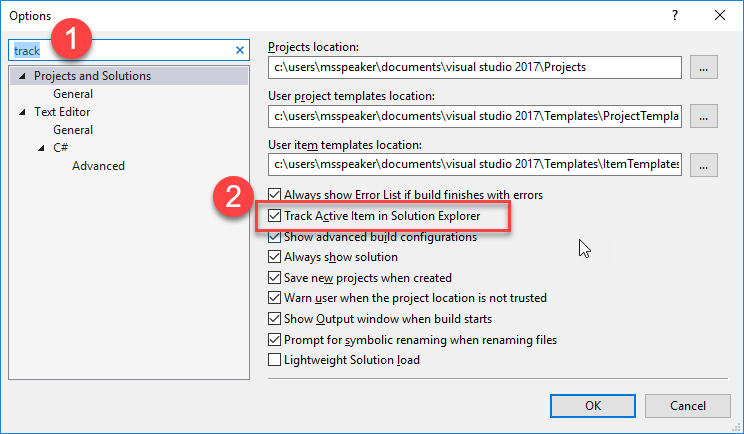 Options
?
1
track
Projects and Solutions
General
Text Editor
General
C#
Advanced
Projects location:
c:\users\msspeaker\documents\visual studio 2017\Projects
...
User project templates location:
c:\users\msspeaker\documents\visual studio 2017\Templates\ProjectTempla
...
User item templates location:
c:\users\msspeaker\documents\visual studio 2017\Templates\ItemTemplates
...
Always show Error List if build finishes with errors
2
Track Active Item in Solution Explorer
Show advanced build configurations
Always show solution
Save new projects when created
Warn user when the project location is not trusted
Show Output window when build starts
Prompt for symbolic renaming when renaming files
Lightweight Solution load
OK
Cancel